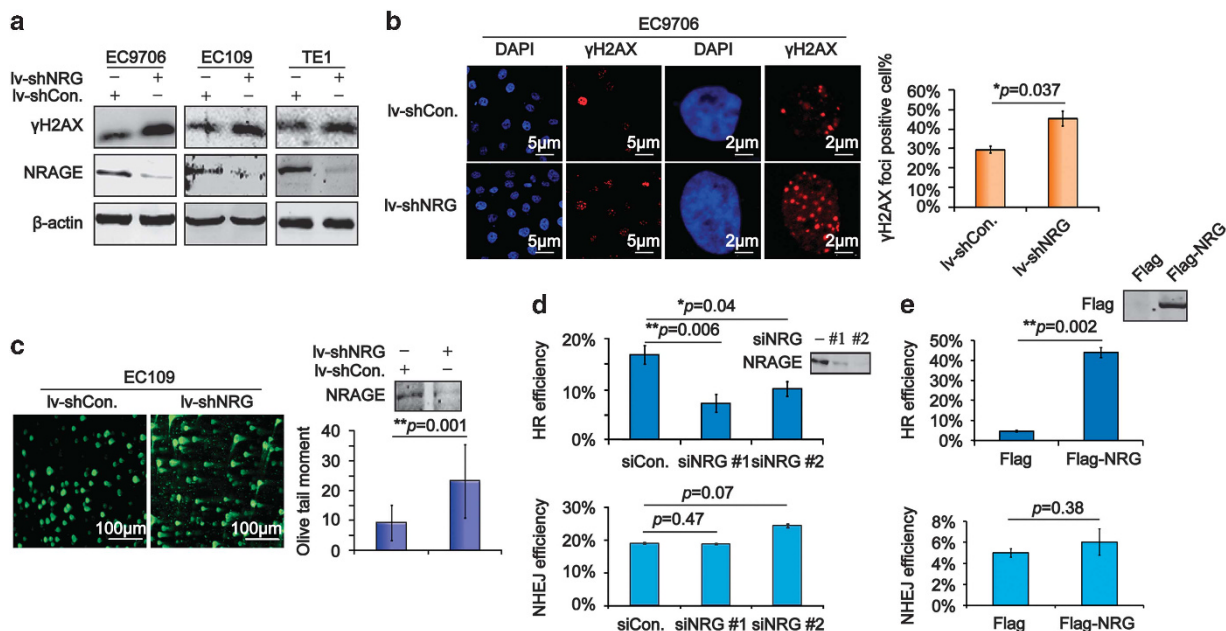 a
EC9706 EC109 TE1
lv-shNRG – + – + – +
lv-shCon. + – + – + –
γH2AX
NRAGE
β-actin
b
EC9706
DAPI γH2AX DAPI γH2AX
lv-shCon.
5μm 5μm 2μm 2μm
lv-shNRG
5μm 5μm 2μm 2μm
γH2AX foci positive cell%
60%
50%
40%
30%
20%
10%
0%
*p=0.037
lv-shCon. lv-shNRG
c
EC109
lv-shCon. lv-shNRG
100μm 100μm
lv-shNRG – +
lv-shCon. + –
NRAGE
**p=0.001
Olive tail moment
40
30
20
10
0
d
*p=0.04
**p=0.006
siNRG – #1 #2
NRAGE
HR efficiency
20%
15%
10%
5%
0%
siCon. siNRG #1 siNRG #2
p=0.07
p=0.47
NHEJ efficiency
30%
20%
10%
0%
siCon. siNRG #1 siNRG #2
e
Flag Flag-NRG
Flag
**p=0.002
HR efficiency
50%
40%
30%
20%
10%
0%
Flag Flag-NRG
p=0.38
NHEJ efficiency
8%
6%
4%
2%
0%
Flag Flag-NRG